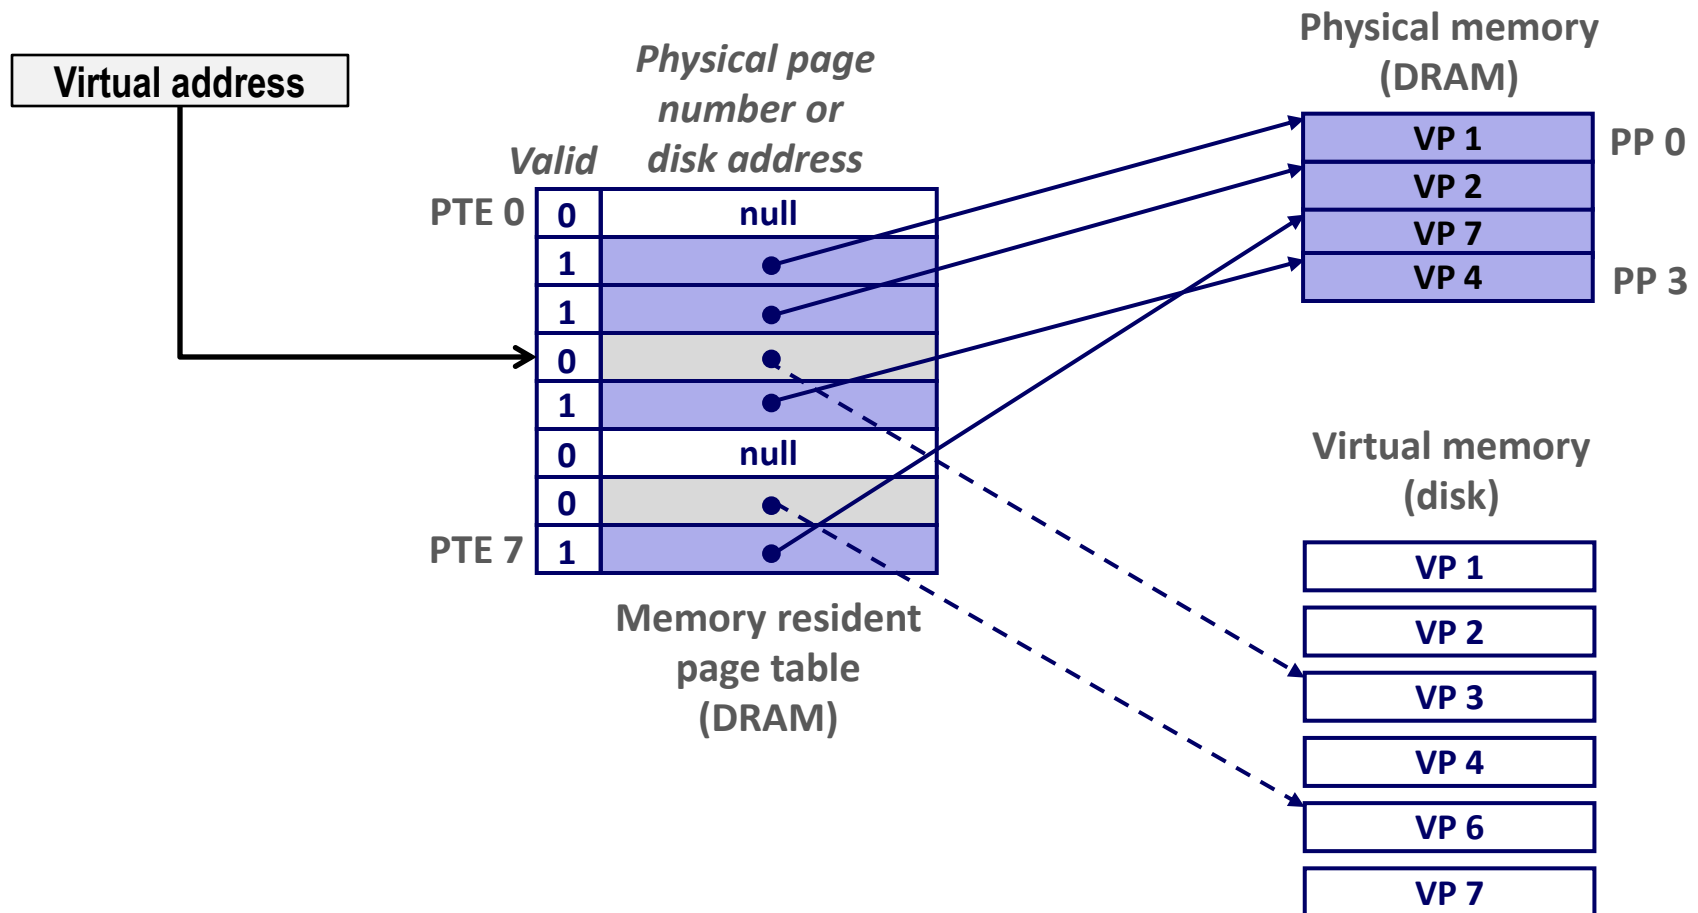 Virtual address
Physical page
number or
disk address
Valid
PTE 0
0
null
1
1
0
1
0
null
0
PTE 7
1
Memory resident
page table
(DRAM)
Physical memory
(DRAM)
VP 1
PP 0
VP 2
VP 7
VP 4
PP 3
Virtual memory
(disk)
VP 1
VP 2
VP 3
VP 4
VP 6
VP 7